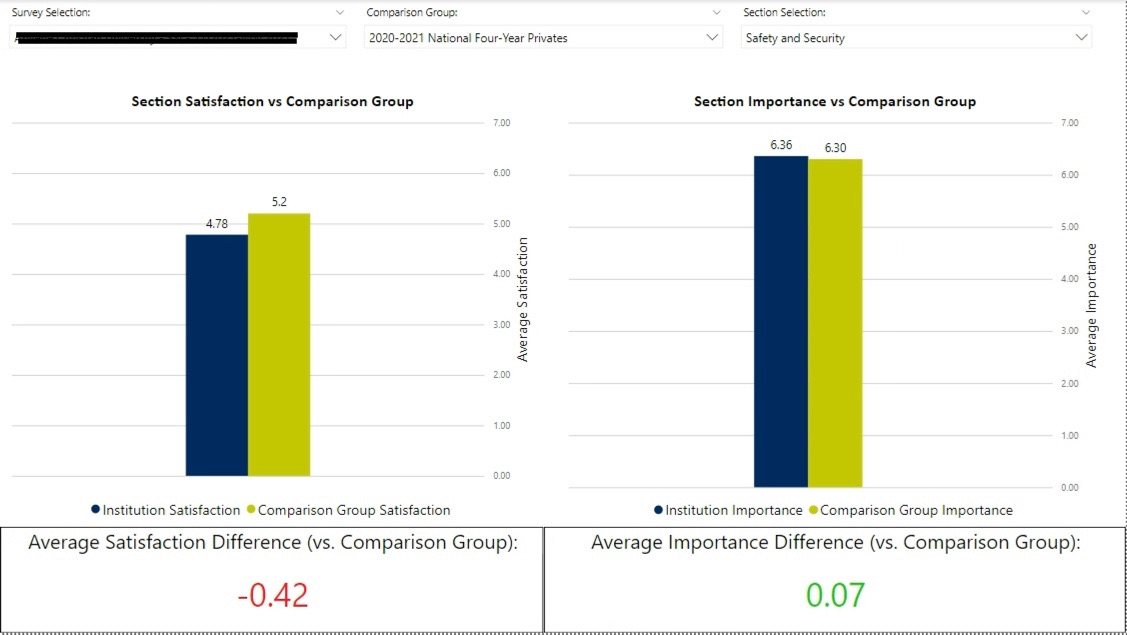 Survey Selection:
Comparison Group:
2020-2021 National Four-Year Privates
Section Selection:
Safety and Security
Section Satisfaction vs Comparison Group
7.00
6.00
5.00
4.00
3.00
2.00
1.00
0.00
Average Satisfaction
4.78
5.2
Institution Satisfaction
Comparison Group Satisfaction
Section Importance vs Comparison Group
7.00
6.00
5.00
4.00
3.00
2.00
1.00
0.00
Average Importance
6.36
6.30
Institution Importance
Comparison Group Importance
Average Satisfaction Difference (vs. Comparison Group):
-0.42
Average Importance Difference (vs. Comparison Group):
0.07